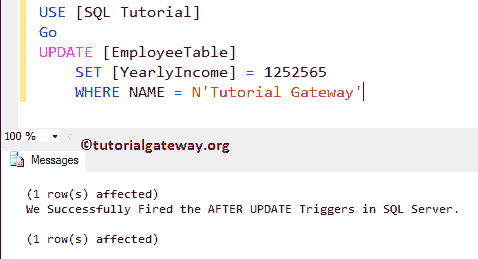 USE [SQL Tutorial]
Go
UPDATE [EmployeeTable]
SET [YearlyIncome] = 1252565
WHERE NAME = N'Tutorial Gateway'
100 %
©tutorialgateway.org
Messages
(1 row(s) affected)
We Successfully Fired the AFTER UPDATE Triggers in SQL Server.
(1 row(s) affected)